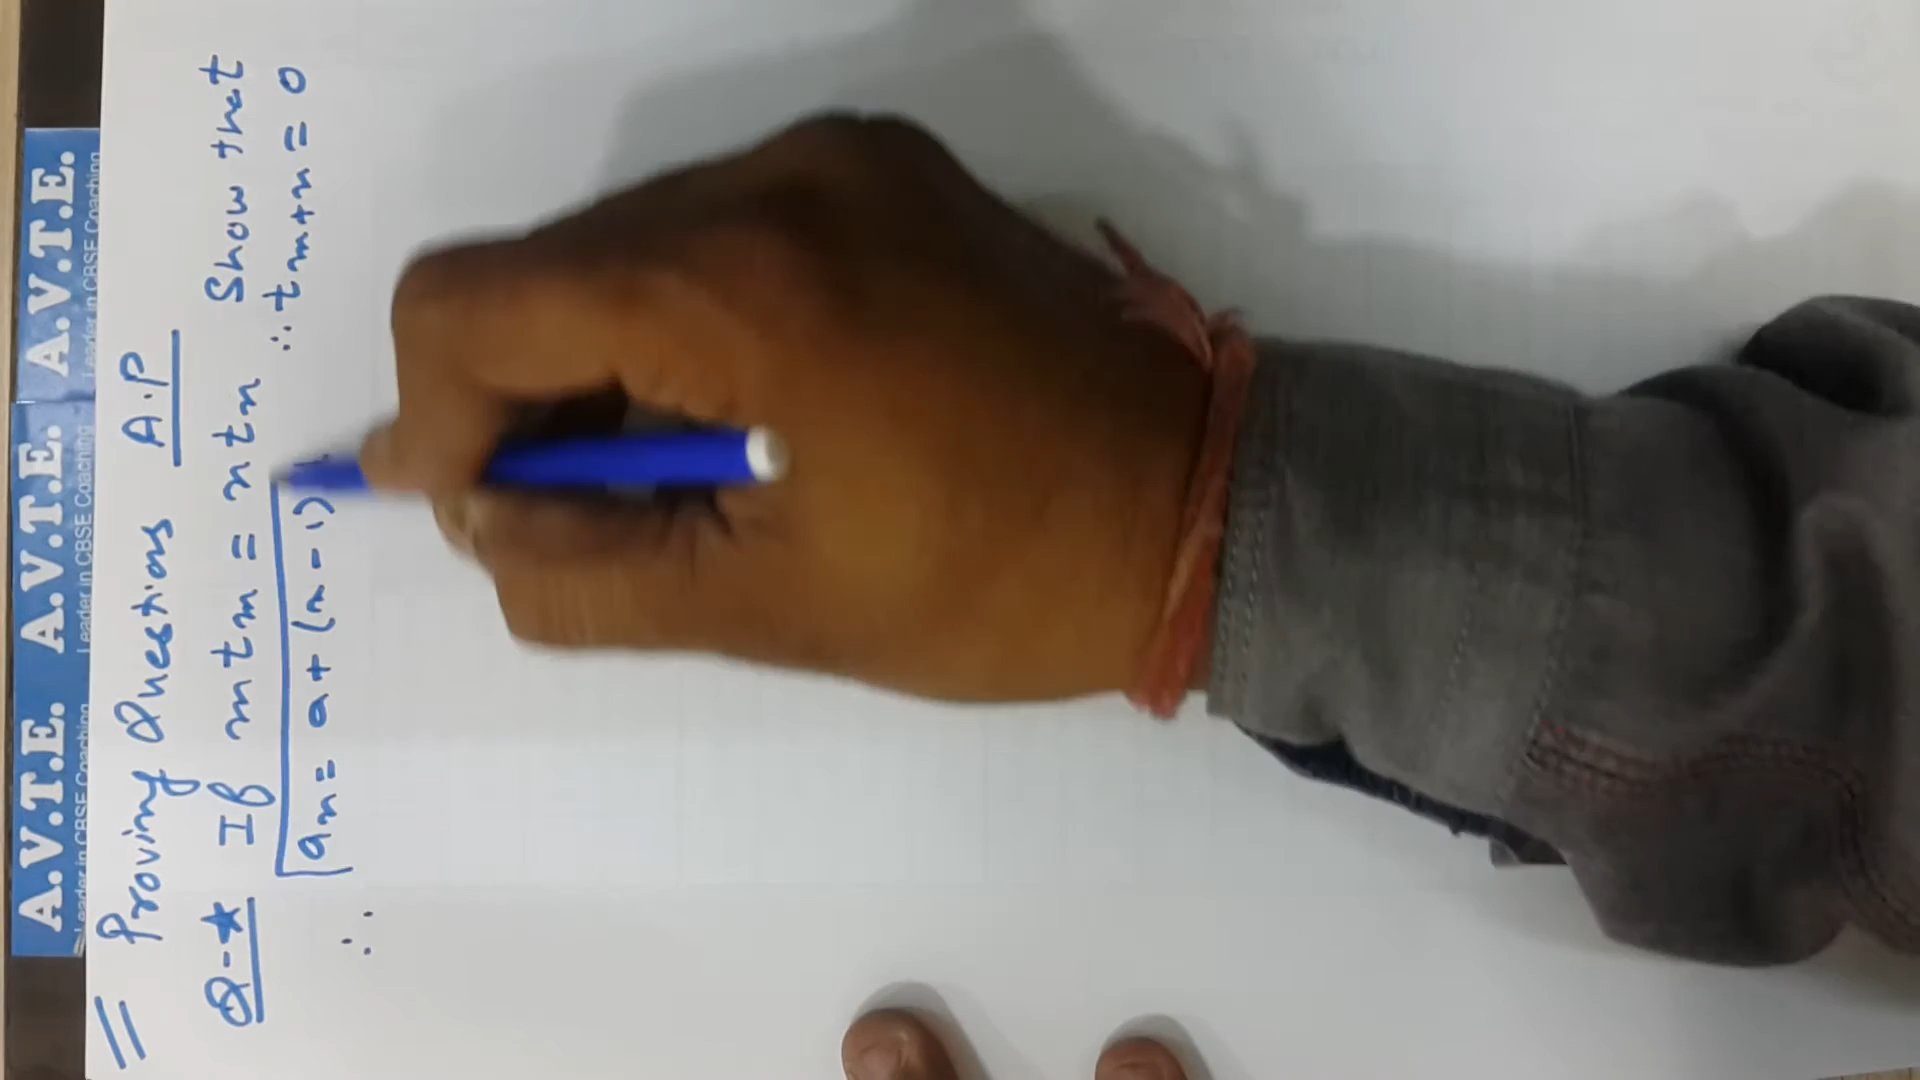 A.V.T.E. A.V.T.E. A.V.T.E.
Leader in CBSE Coaching Leader in CBSE Coaching Leader in CBSE Coaching
Proving Questions A.P
Q-* If mtm = ntn Show that
∴ tm+n = 0
∴ an = a + (n-1)